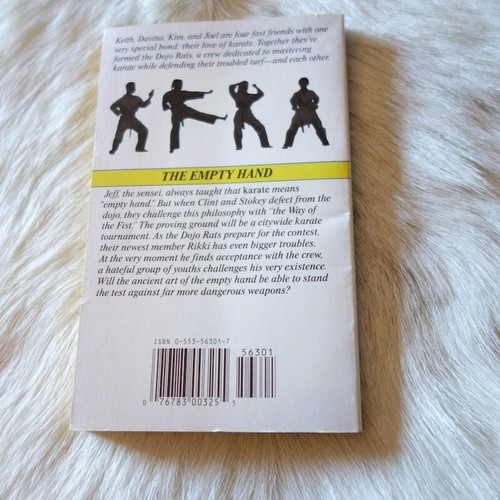 Keith, Davina, Kim, and Joel are four fast friends with one
very special bond, their love of karate. Together they've
formed the Dojo Rats, a crew dedicated to mastering
karate while defending their troubled turf—and each other.
THE EMPTY HAND
Jeff, the sensei, always taught that karate means
"empty hand." But when Clint and Stokey defect from the
dojo, they challenge this philosophy with "the Way of
the Fist." The proving ground will be a citywide karate
tournament. As the Dojo Rats prepare for the contest,
their newest member Rikki has even bigger troubles.
At the very moment he finds acceptance with the crew,
a hateful group of youths challenges his very existence.
Will the ancient art of the empty hand be able to stand
the test against far more dangerous weapons?
ISBN 0-553-56301-7
56301
0 76783 00325 5